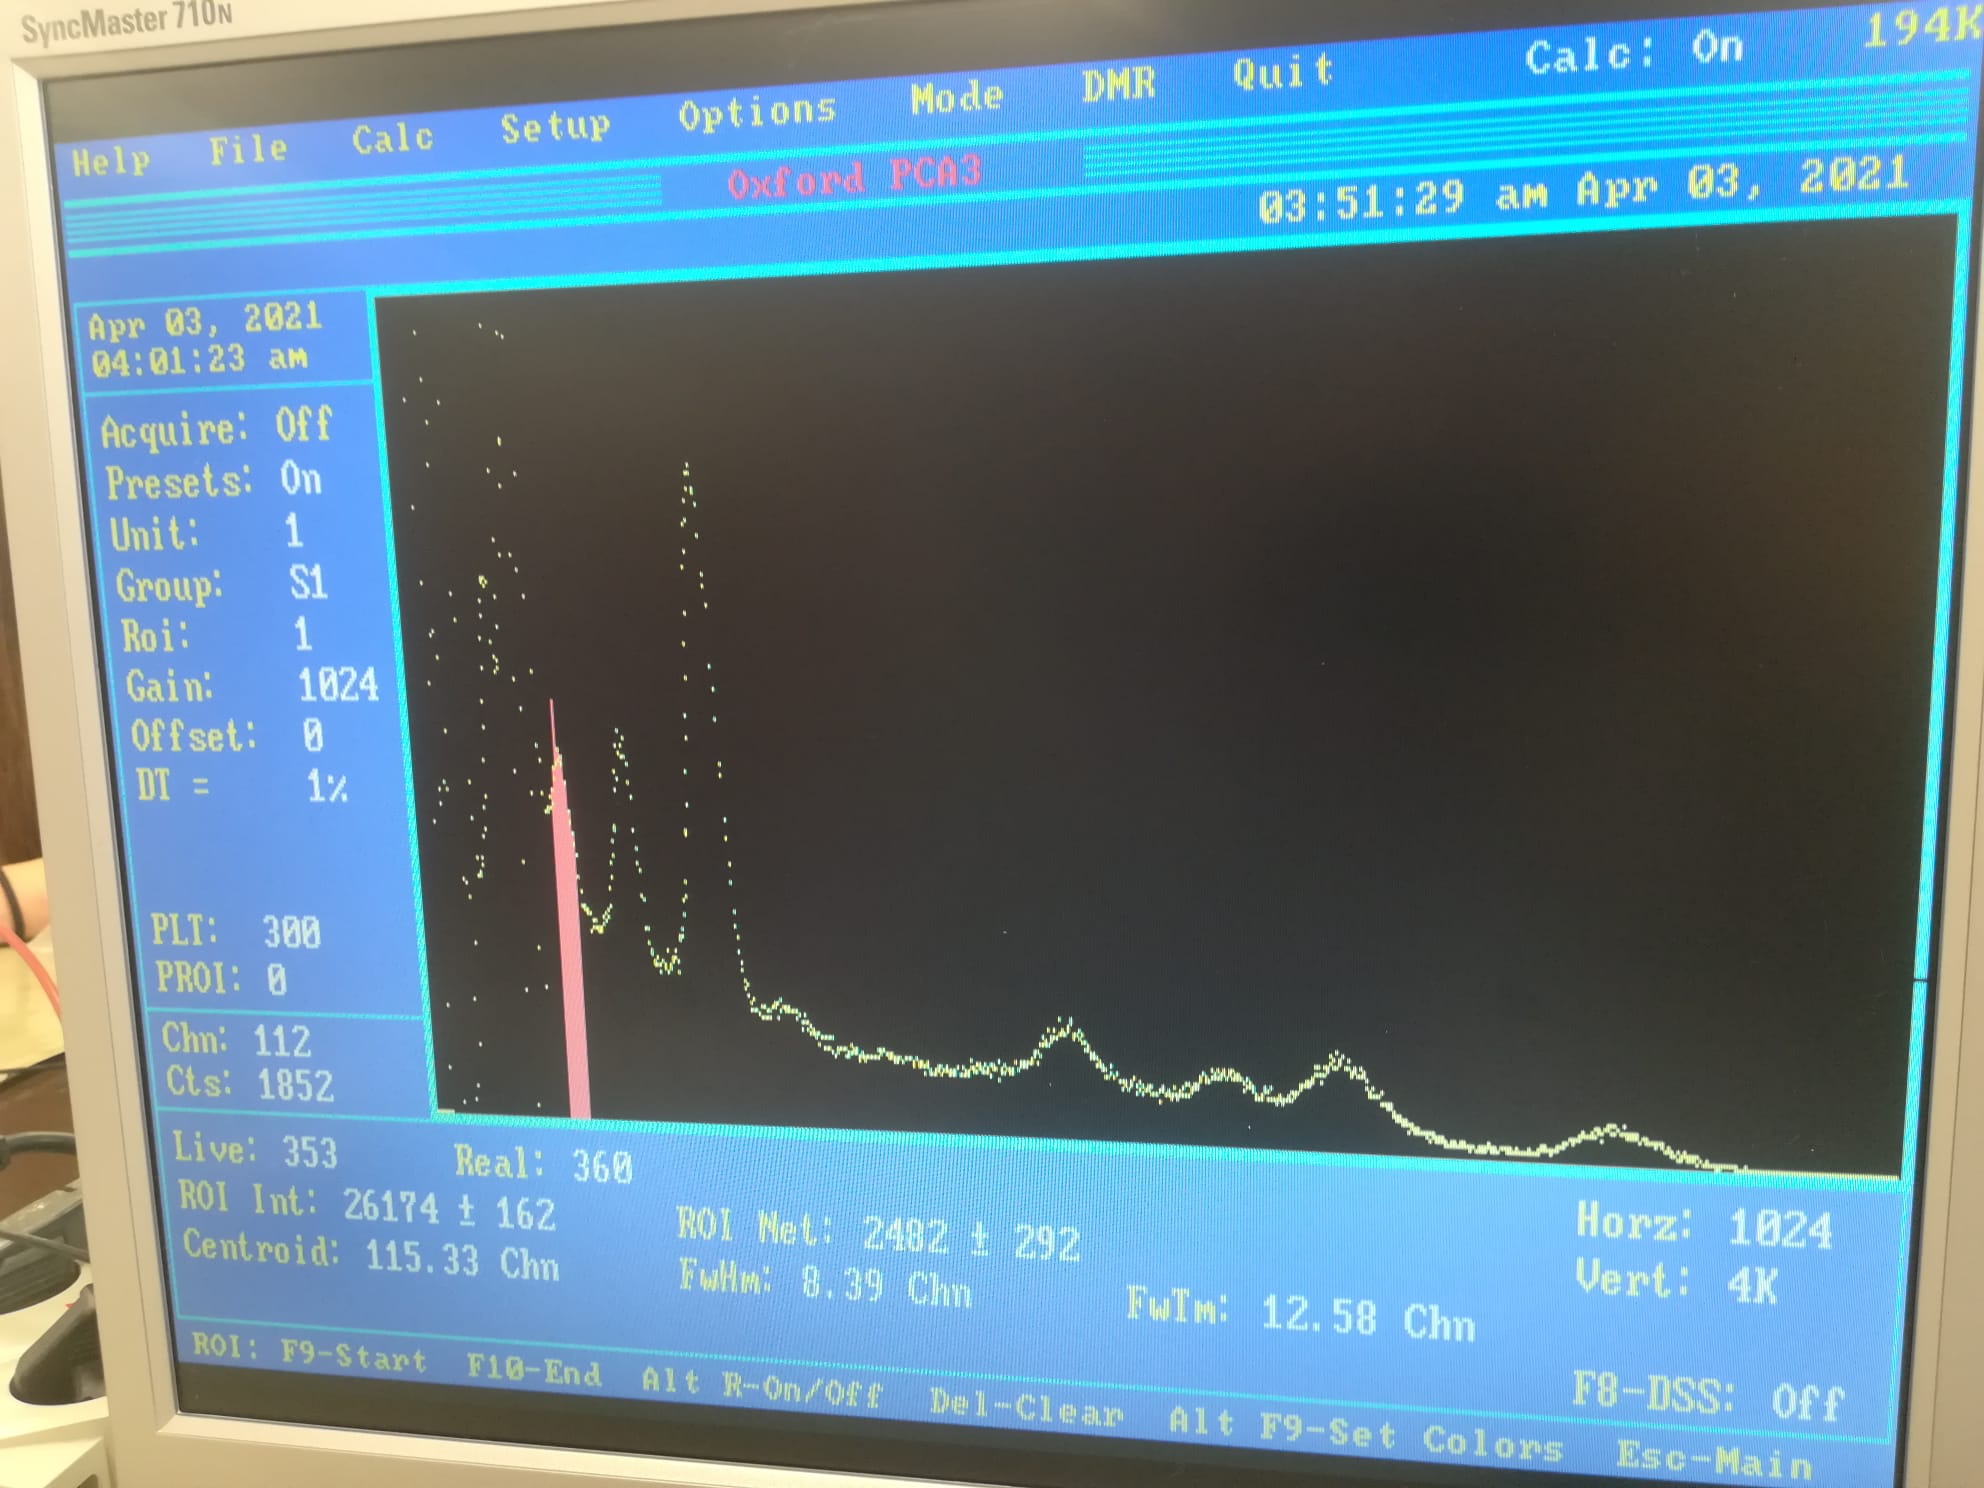 SyncMaster 710N
Help File Calc Setup Options Mode DMR Quit Calc: On 194K
Oxford PCA3
03:51:29 am Apr 03, 2021
Apr 03, 2021
04:01:23 am
Acquire: Off
Presets: On
Unit: 1
Group: S1
Roi: 1
Gain: 1024
Offset: 0
DT = 1%
PLT: 300
PROI: 0
Chn: 112
Cts: 1852
Live: 353 Real: 360
ROI Int: 26174 ± 162 ROI Net: 2482 ± 292 Horz: 1024
Centroid: 115.33 Chn FwHm: 8.39 Chn FwTm: 12.58 Chn Vert: 4K
ROI: F9-Start F10-End Alt R-On/Off Del-Clear Alt F9-Set Colors Esc-Main
F8-DSS: Off